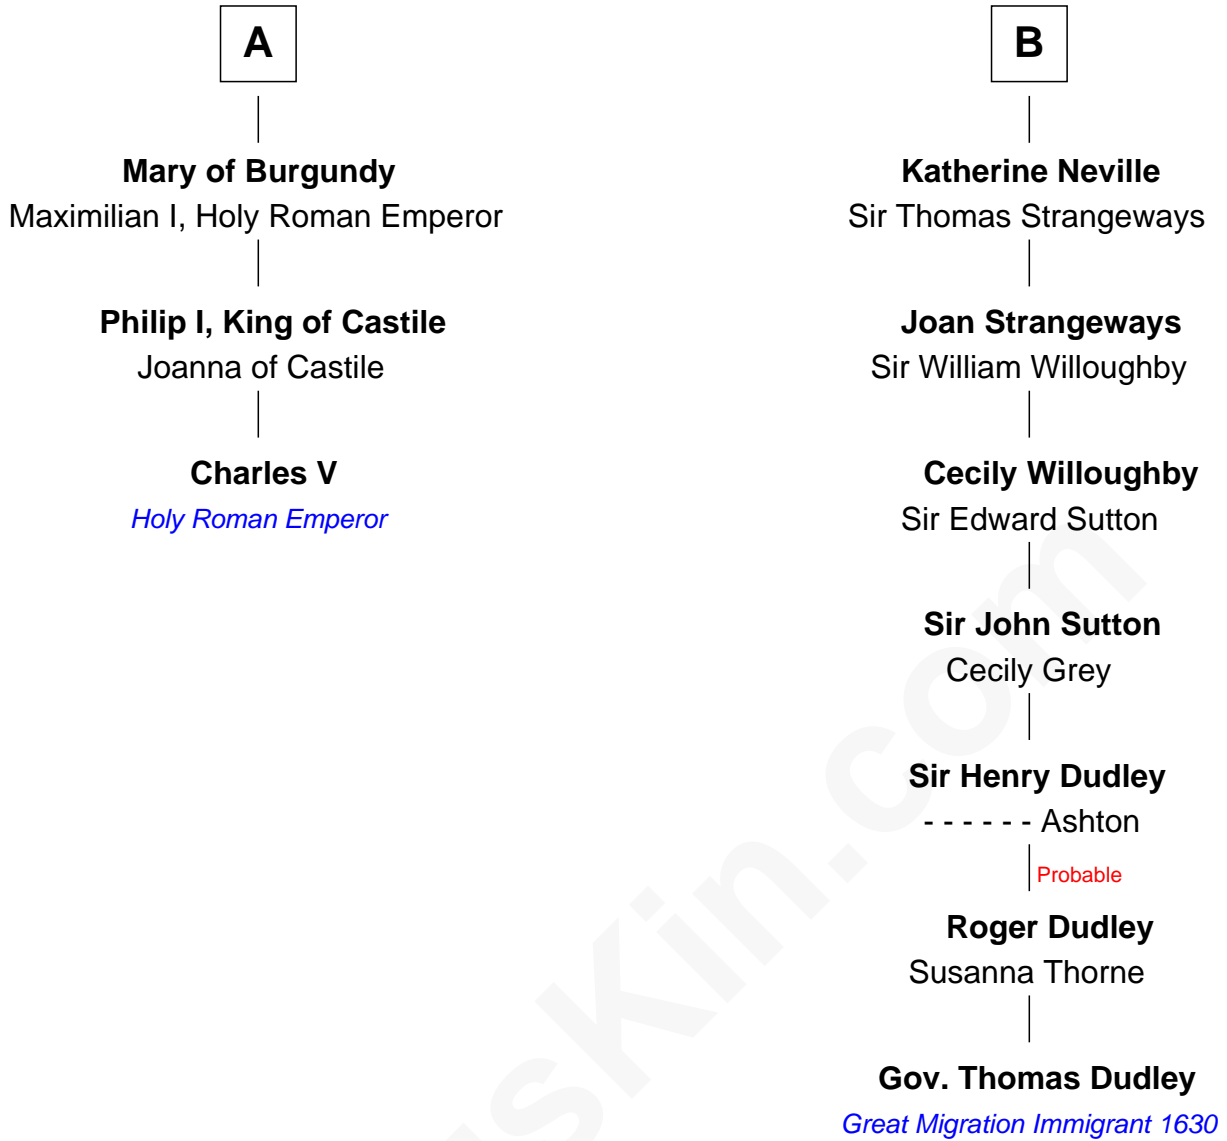 A
Mary of Burgundy
Maximilian I, Holy Roman Emperor
Philip I, King of Castile
Joanna of Castile
Charles V
Holy Roman Emperor
B
Katherine Neville
Sir Thomas Strangeways
Joan Strangeways
Sir William Willoughby
Cecily Willoughby
Sir Edward Sutton
Sir John Sutton
Cecily Grey
Sir Henry Dudley
- - - - - - Ashton
Probable
Roger Dudley
Susanna Thorne
Gov. Thomas Dudley
Great Migration Immigrant 1630
sKin.com